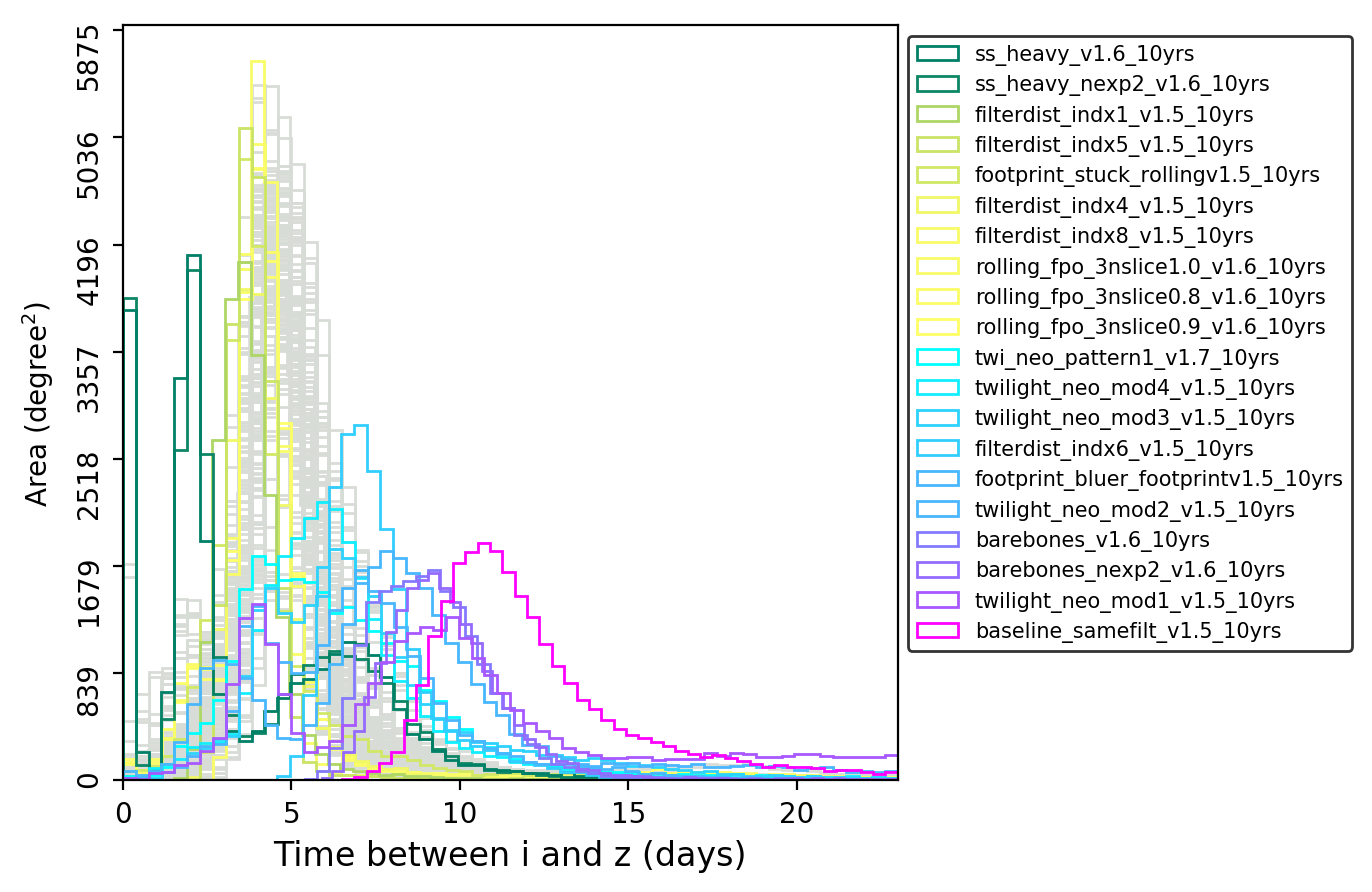 5875
5036
4196
3357
2518
1679
839
0
Area (degree²)
0 5 10 15 20
Time between i and z (days)
ss_heavy_v1.6_10yrs
ss_heavy_nexp2_v1.6_10yrs
filterdist_indx1_v1.5_10yrs
filterdist_indx5_v1.5_10yrs
footprint_stuck_rollingv1.5_10yrs
filterdist_indx4_v1.5_10yrs
filterdist_indx8_v1.5_10yrs
rolling_fpo_3nslice1.0_v1.6_10yrs
rolling_fpo_3nslice0.8_v1.6_10yrs
rolling_fpo_3nslice0.9_v1.6_10yrs
twi_neo_pattern1_v1.7_10yrs
twilight_neo_mod4_v1.5_10yrs
twilight_neo_mod3_v1.5_10yrs
filterdist_indx6_v1.5_10yrs
footprint_bluer_footprintv1.5_10yrs
twilight_neo_mod2_v1.5_10yrs
barebones_v1.6_10yrs
barebones_nexp2_v1.6_10yrs
twilight_neo_mod1_v1.5_10yrs
baseline_samefilt_v1.5_10yrs